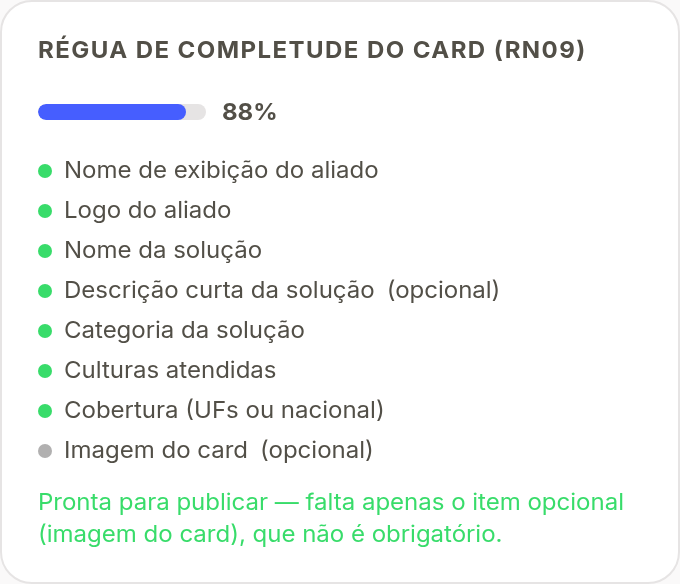 RÉGUA DE COMPLETUDE DO CARD (RN09)
88%
Nome de exibição do aliado
Logo do aliado
Nome da solução
Descrição curta da solução (opcional)
Categoria da solução
Culturas atendidas
Cobertura (UFs ou nacional)
Imagem do card (opcional)
Pronta para publicar — falta apenas o item opcional
(imagem do card), que não é obrigatório.